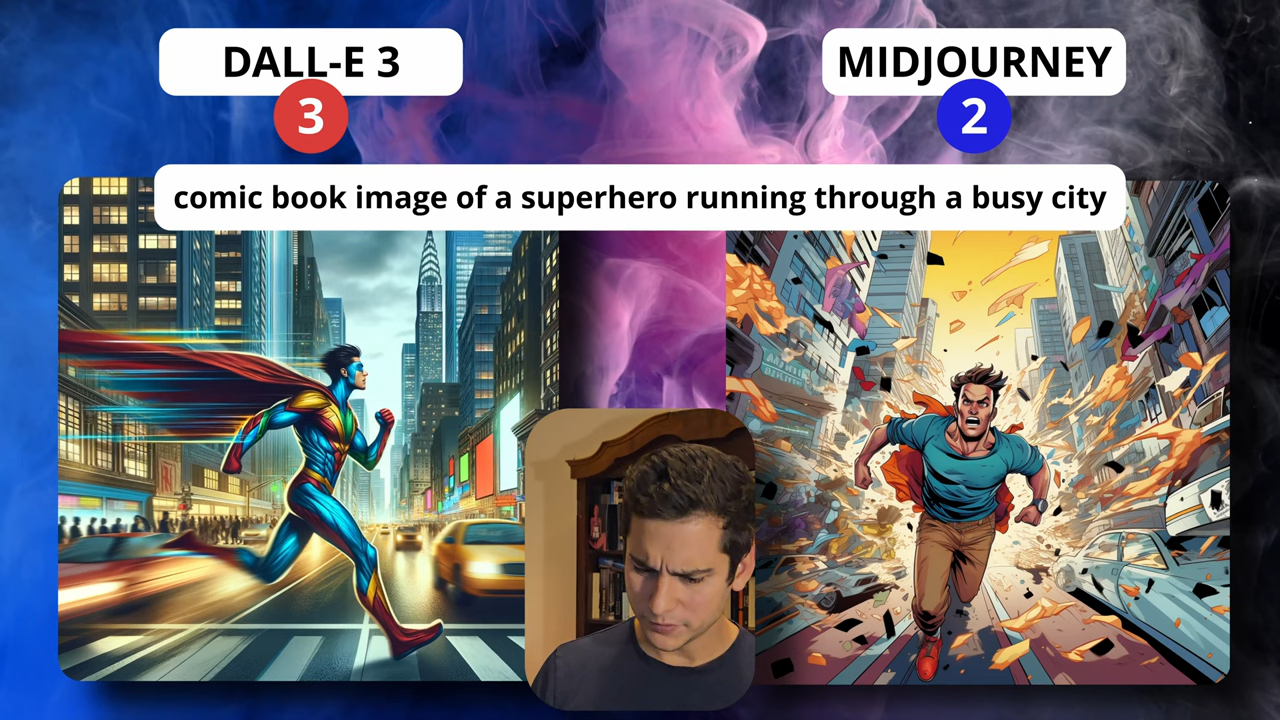 DALL-E 3
MIDJOURNEY
3
2
comic book image of a superhero running through a busy city